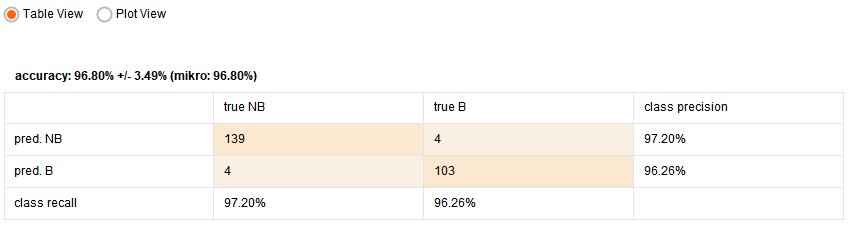 Table View Plot View
accuracy: 96.80% +/- 3.49% (mikro: 96.80%)
true NB true B class precision
pred. NB 139 4 97.20%
pred. B 4 103 96.26%
class recall 97.20% 96.26%